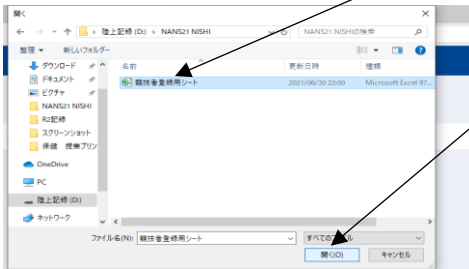 開く
陸上記録 (D:) › NANS21 NISHI
NANS21 NISHIの検索
整理 新しいフォルダー
ダウンロード
ドキュメント
ピクチャ
NANS21 NISHI
R2記録
スクリーンショット
保健 授業プリン
OneDrive
PC
陸上記録 (D:)
ネットワーク
名前 更新日時 種類
競技者登録用シート 2021/06/30 22:00 Microsoft Excel 97...
ファイル名(N): 競技者登録用シート
すべてのファイル
開く(O) キャンセル